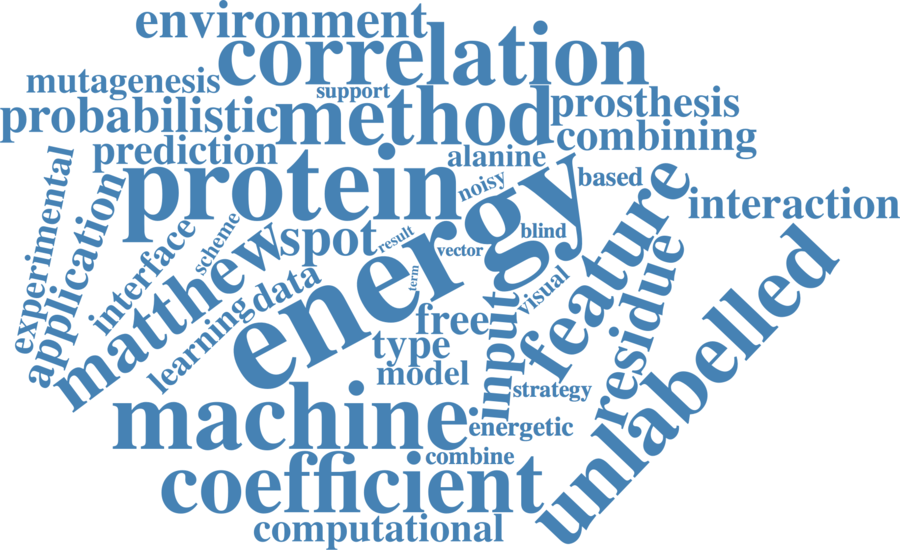 environment
correlation
mutagenesis
support
probabilistic
method
prosthesis
combining
prediction
alanine
protein
noisy
energy
based
feature
interaction
experimental
application
interface
scheme
matthew
spot
result
vector
blind
term
visual
residue
unlabelled
learning
data
free
input
type
model
strategy
machine
energetic
coefficient
combine
computational